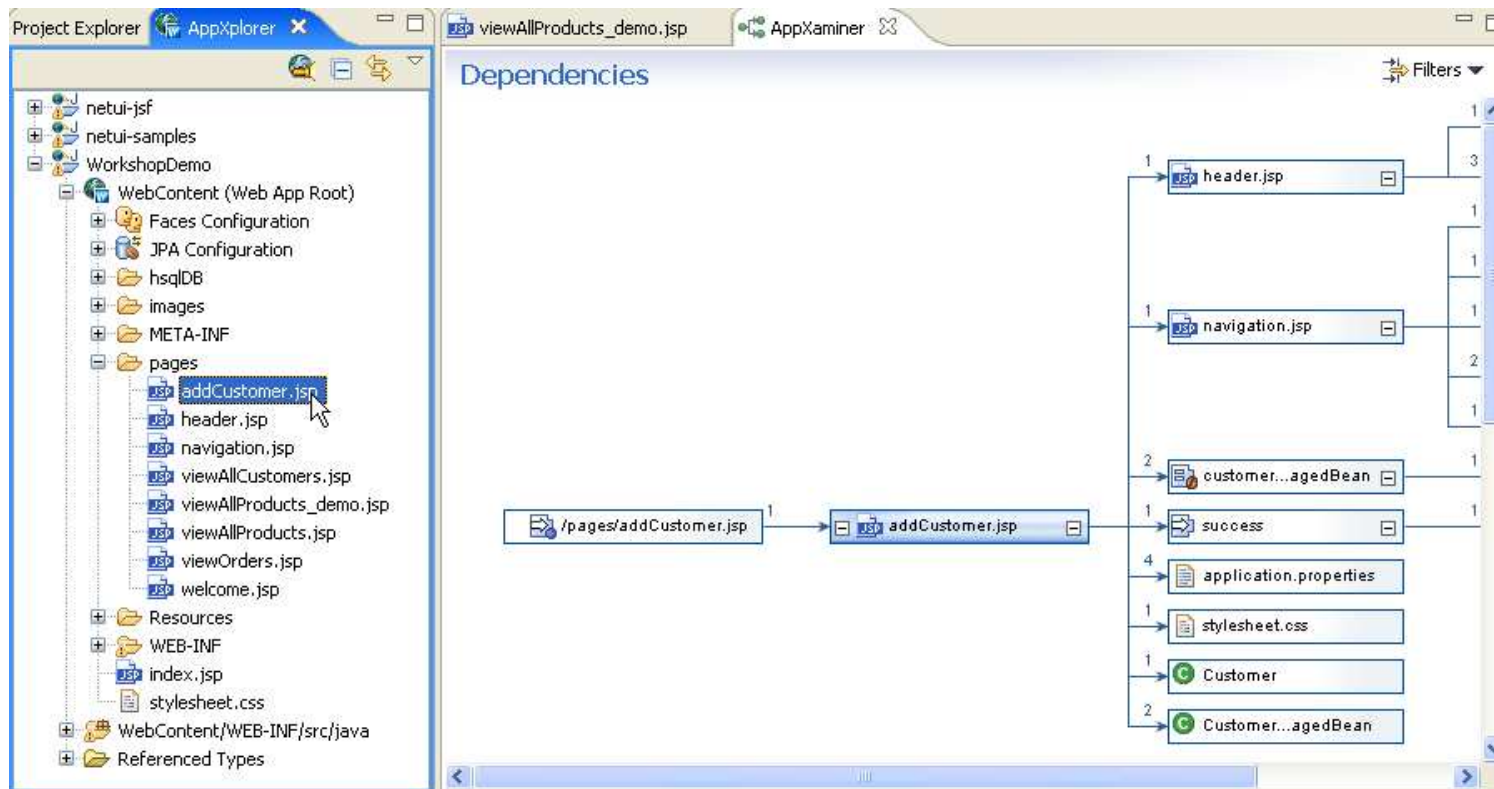 Project Explorer AppXplorer
viewAllProducts_demo.jsp AppXaminer
Dependencies
Filters
netui-jsf
netui-samples
WorkshopDemo
WebContent (Web App Root)
Faces Configuration
JPA Configuration
hsqlDB
images
META-INF
pages
addCustomer.jsp
header.jsp
navigation.jsp
viewAllCustomers.jsp
viewAllProducts_demo.jsp
viewAllProducts.jsp
viewOrders.jsp
welcome.jsp
Resources
WEB-INF
index.jsp
stylesheet.css
WebContent/WEB-INF/src/java
Referenced Types
/pages/addCustomer.jsp
1
addCustomer.jsp
1
header.jsp
1
3
1
navigation.jsp
1
1
1
2
1
2
customer...agedBean
1
1
success
1
4
application.properties
1
stylesheet.css
1
Customer
2
Customer...agedBean